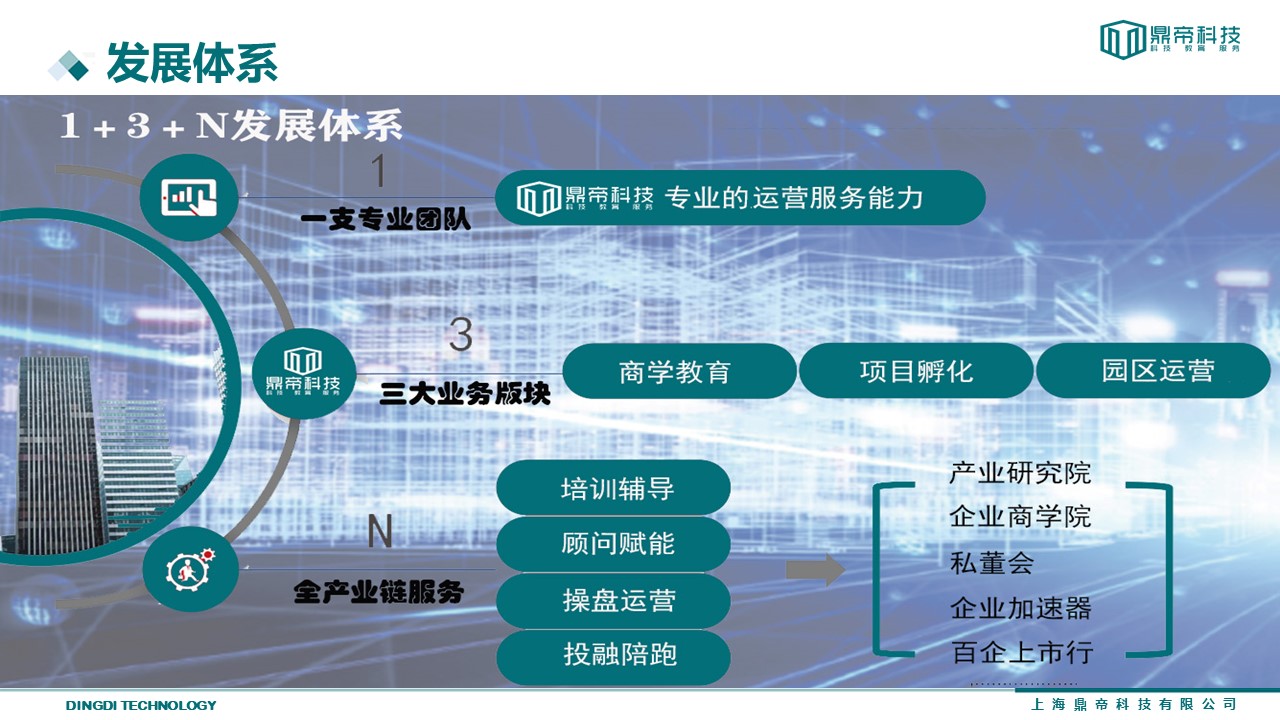 发展体系
鼎帝科技
科技 教育 服务
1+3+N发展体系
1
一支专业团队
鼎帝科技 专业的运营服务能力
科技 教育 服务
3
三大业务版块
鼎帝科技
科技 教育 服务
商学教育
项目孵化
园区运营
N
全产业链服务
培训辅导
顾问赋能
操盘运营
投融陪跑
产业研究院
企业商学院
私董会
企业加速器
百企上市行
DINGDI TECHNOLOGY
上海鼎帝科技有限公司